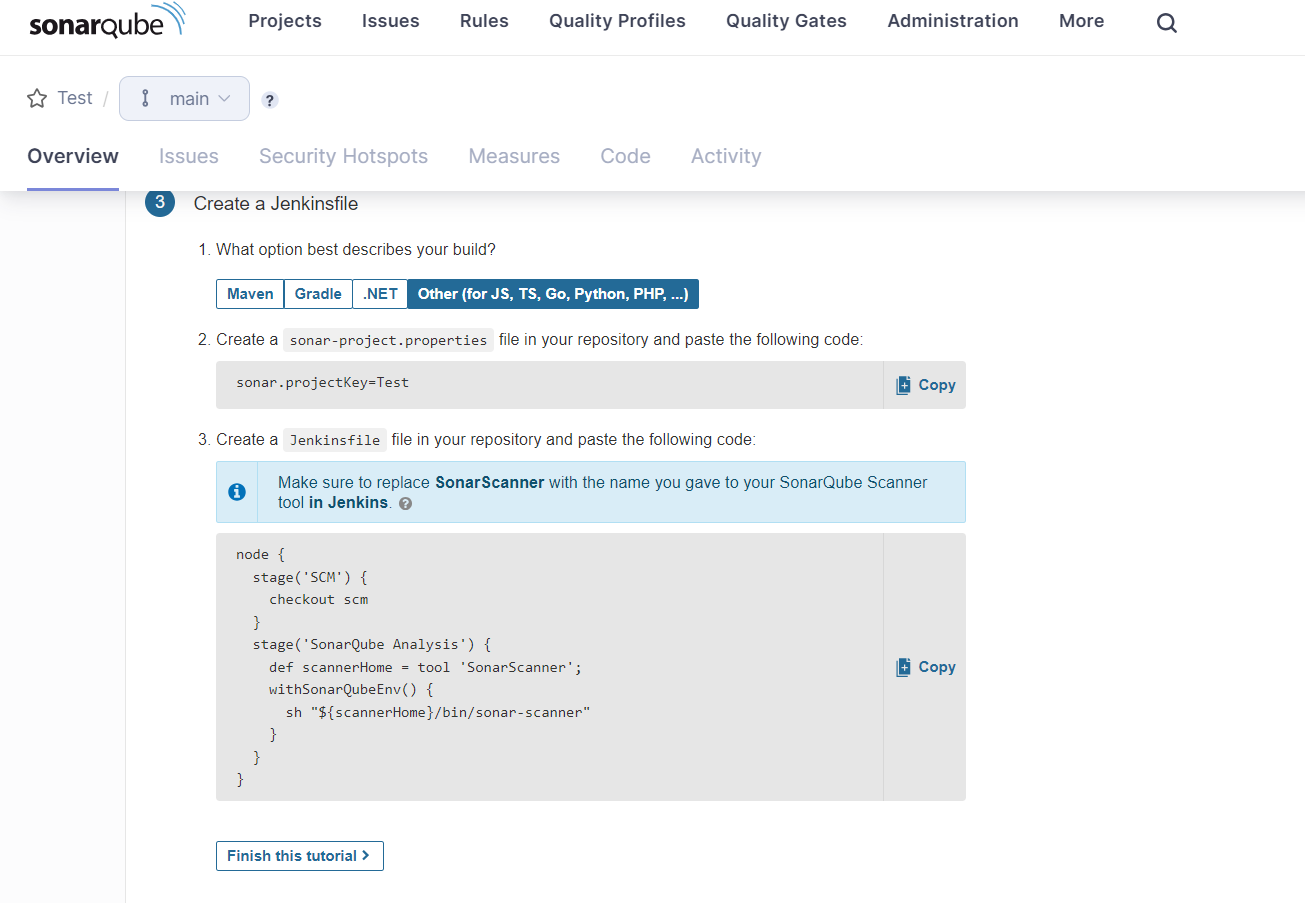 sonarqube
Projects Issues Rules Quality Profiles Quality Gates Administration More
Test / main ?
Overview Issues Security Hotspots Measures Code Activity
3 Create a Jenkinsfile
1. What option best describes your build?
Maven Gradle .NET Other (for JS, TS, Go, Python, PHP, ...)
2. Create a sonar-project.properties file in your repository and paste the following code:
sonar.projectKey=Test
Copy
3. Create a Jenkinsfile file in your repository and paste the following code:
Make sure to replace SonarScanner with the name you gave to your SonarQube Scanner
tool in Jenkins. ?
node {
  stage('SCM') {
    checkout scm
  }
  stage('SonarQube Analysis') {
    def scannerHome = tool 'SonarScanner';
    withSonarQubeEnv() {
      sh "${scannerHome}/bin/sonar-scanner"
    }
  }
}
Copy
Finish this tutorial